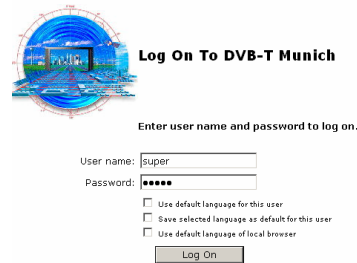 Log On To DVB-T Munich
Enter user name and password to log on.
User name: super
Password: ●●●●●
Use default language for this user
Save selected language as default for this user
Use default language of local browser
Log On